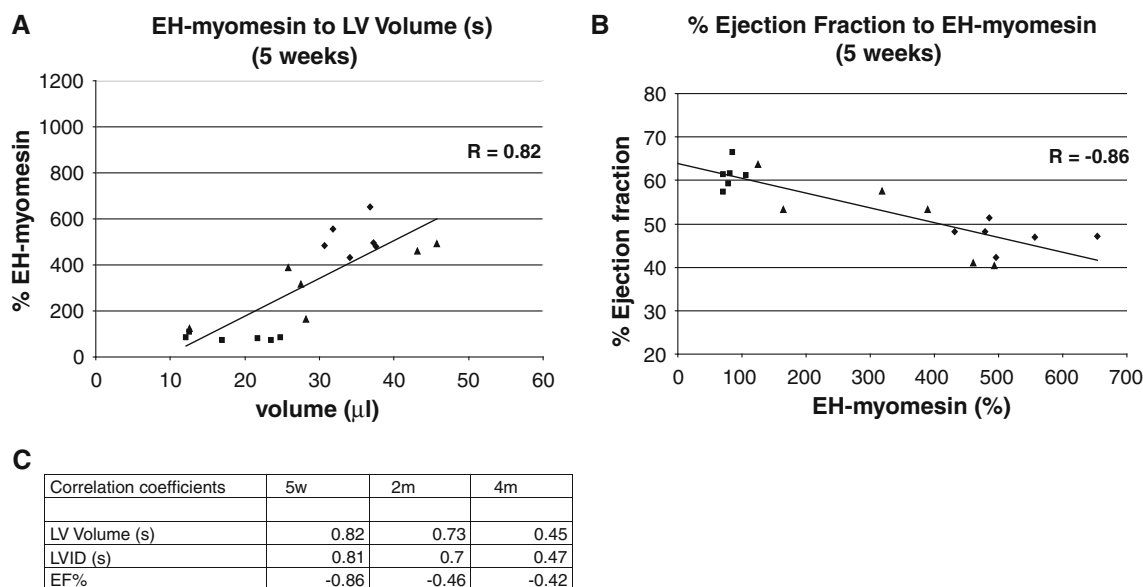 A
EH-myomesin to LV Volume (s)
(5 weeks)
1200
1000
800
600
400
200
0
% EH-myomesin
R = 0.82
0 10 20 30 40 50 60
volume (μl)
B
% Ejection Fraction to EH-myomesin
(5 weeks)
80
70
60
50
40
30
20
% Ejection fraction
R = -0.86
0 100 200 300 400 500 600 700
EH-myomesin (%)
C
Correlation coefficients 5w 2m 4m
LV Volume (s) 0.82 0.73 0.45
LVID (s) 0.81 0.7 0.47
EF% -0.86 -0.46 -0.42